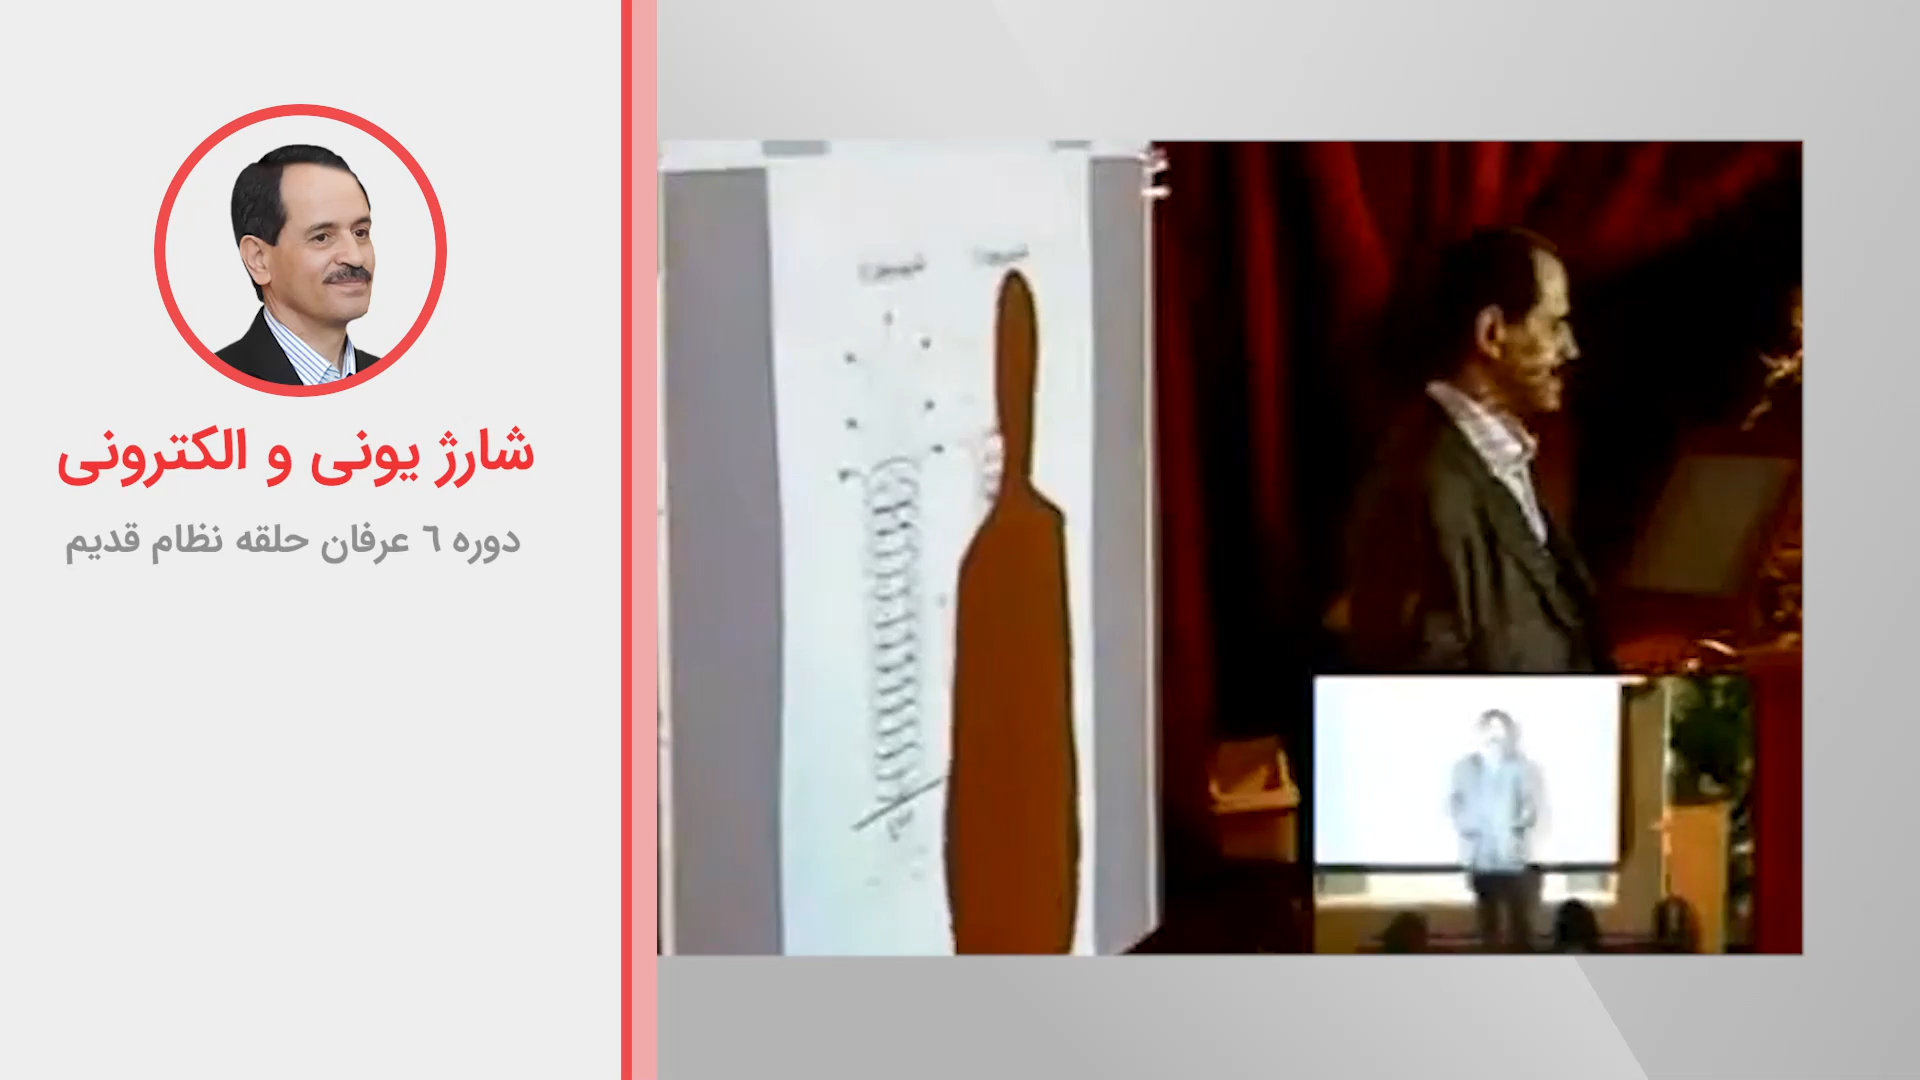 شارژ یونی و الکترونی
دوره ٦ عرفان حلقه نظام قدیم